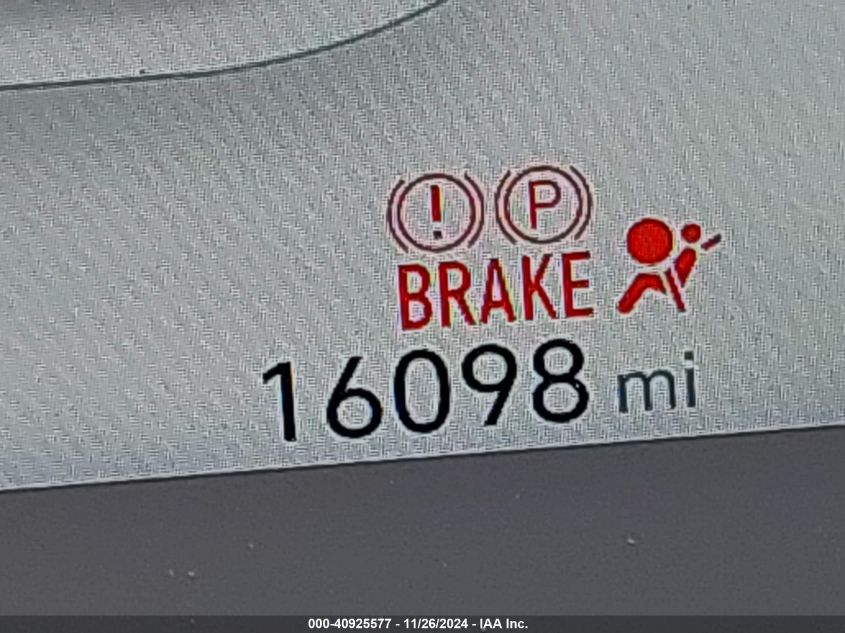 ! P
BRAKE
16098 mi
000-40925577 - 11/26/2024 - IAA Inc.